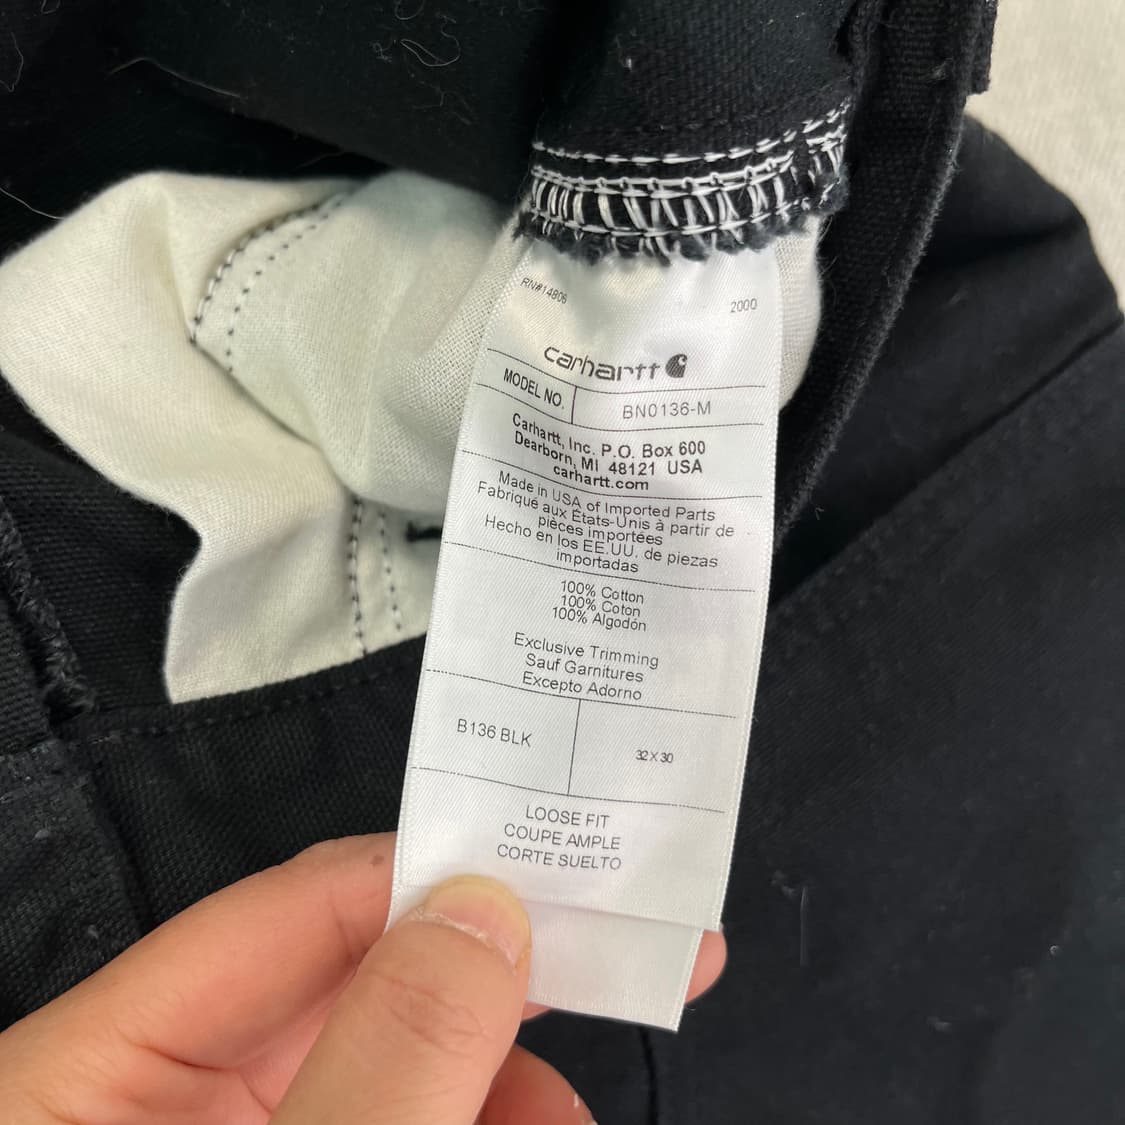 RN#14806
2000
carhartt
MODEL NO.
BN0136-M
Carhartt, Inc. P.O. Box 600
Dearborn, MI 48121 USA
carhartt.com
Made in USA of Imported Parts
Fabriqué aux États-Unis à partir de
pièces importées
Hecho en los EE.UU. de piezas
importadas
100% Cotton
100% Coton
100% Algodón
Exclusive Trimming
Sauf Garnitures
Excepto Adorno
B136 BLK
32 X 30
LOOSE FIT
COUPE AMPLE
CORTE SUELTO